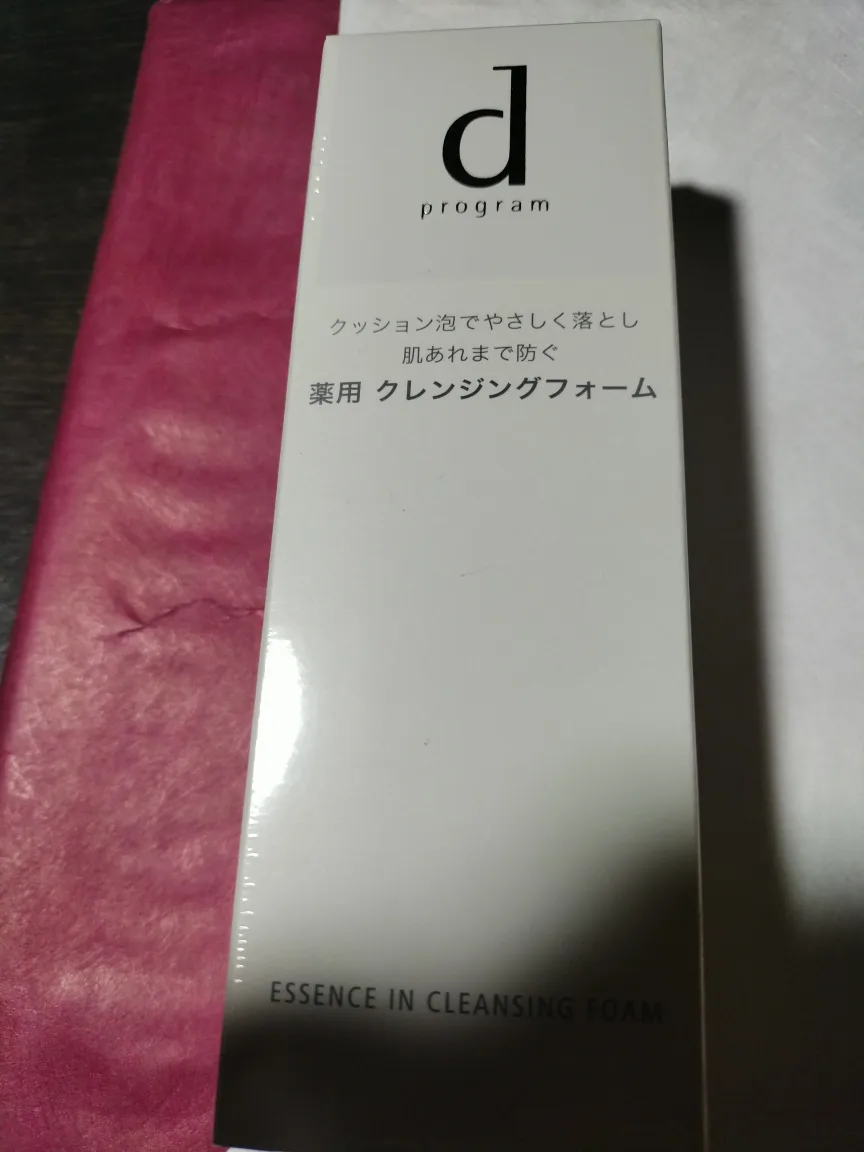 d
program
クッション泡でやさしく落とし
肌あれまで防ぐ
薬用 クレンジングフォーム
ESSENCE IN CLEANSING FOAM